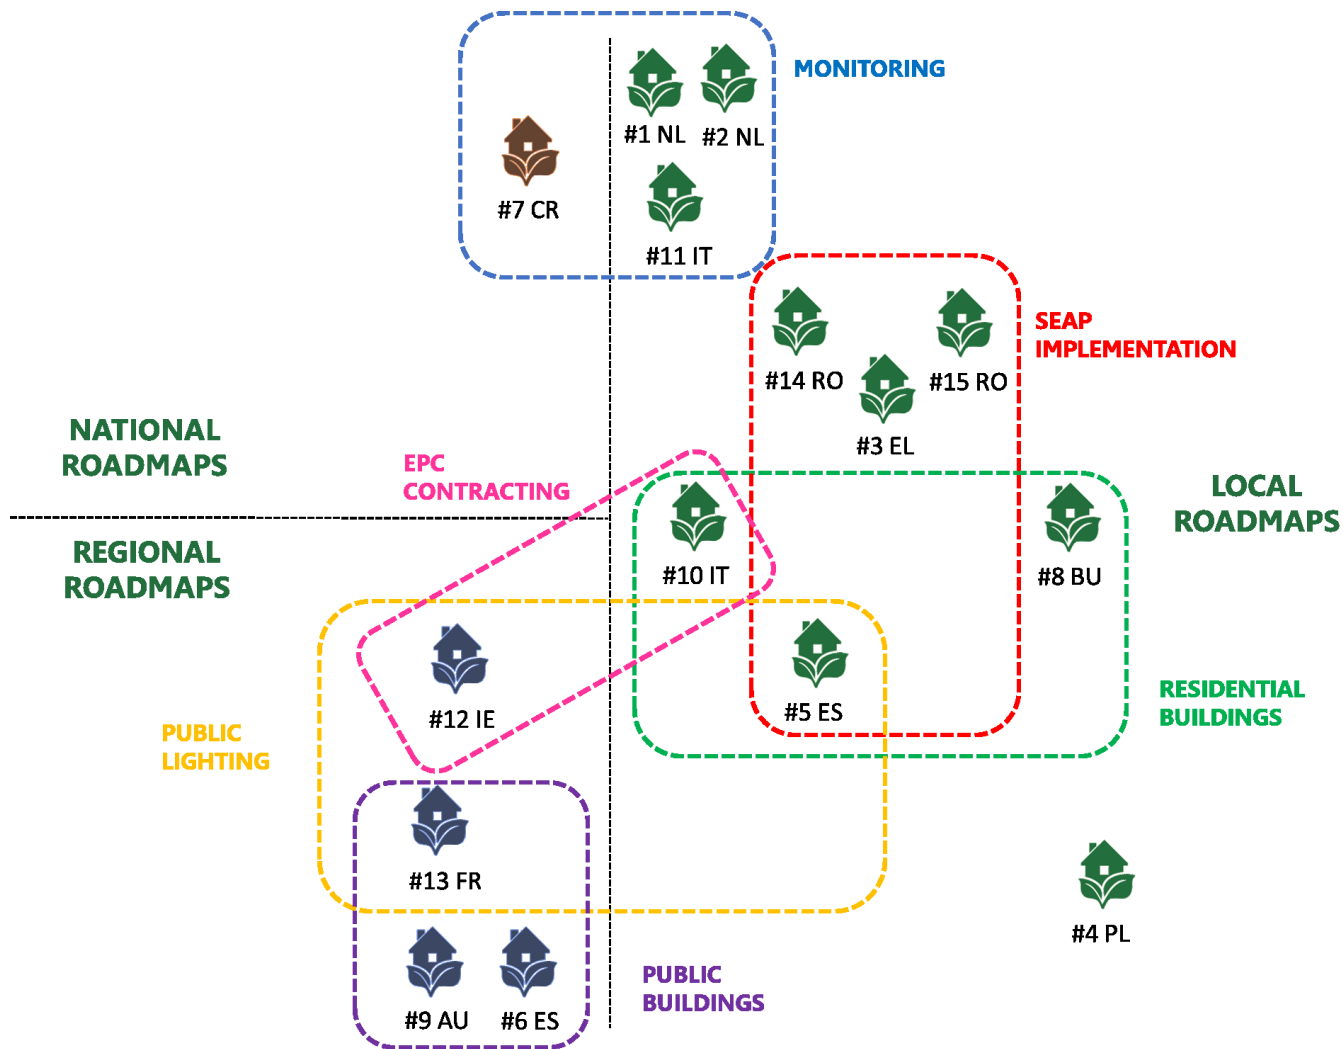 MONITORING
#1 NL
#2 NL
#7 CR
#11 IT
SEAP
IMPLEMENTATION
#14 RO
#15 RO
#3 EL
NATIONAL
ROADMAPS
EPC
CONTRACTING
LOCAL
ROADMAPS
REGIONAL
ROADMAPS
#10 IT
#8 BU
#12 IE
#5 ES
RESIDENTIAL
BUILDINGS
PUBLIC
LIGHTING
#13 FR
#4 PL
#9 AU
#6 ES
PUBLIC
BUILDINGS